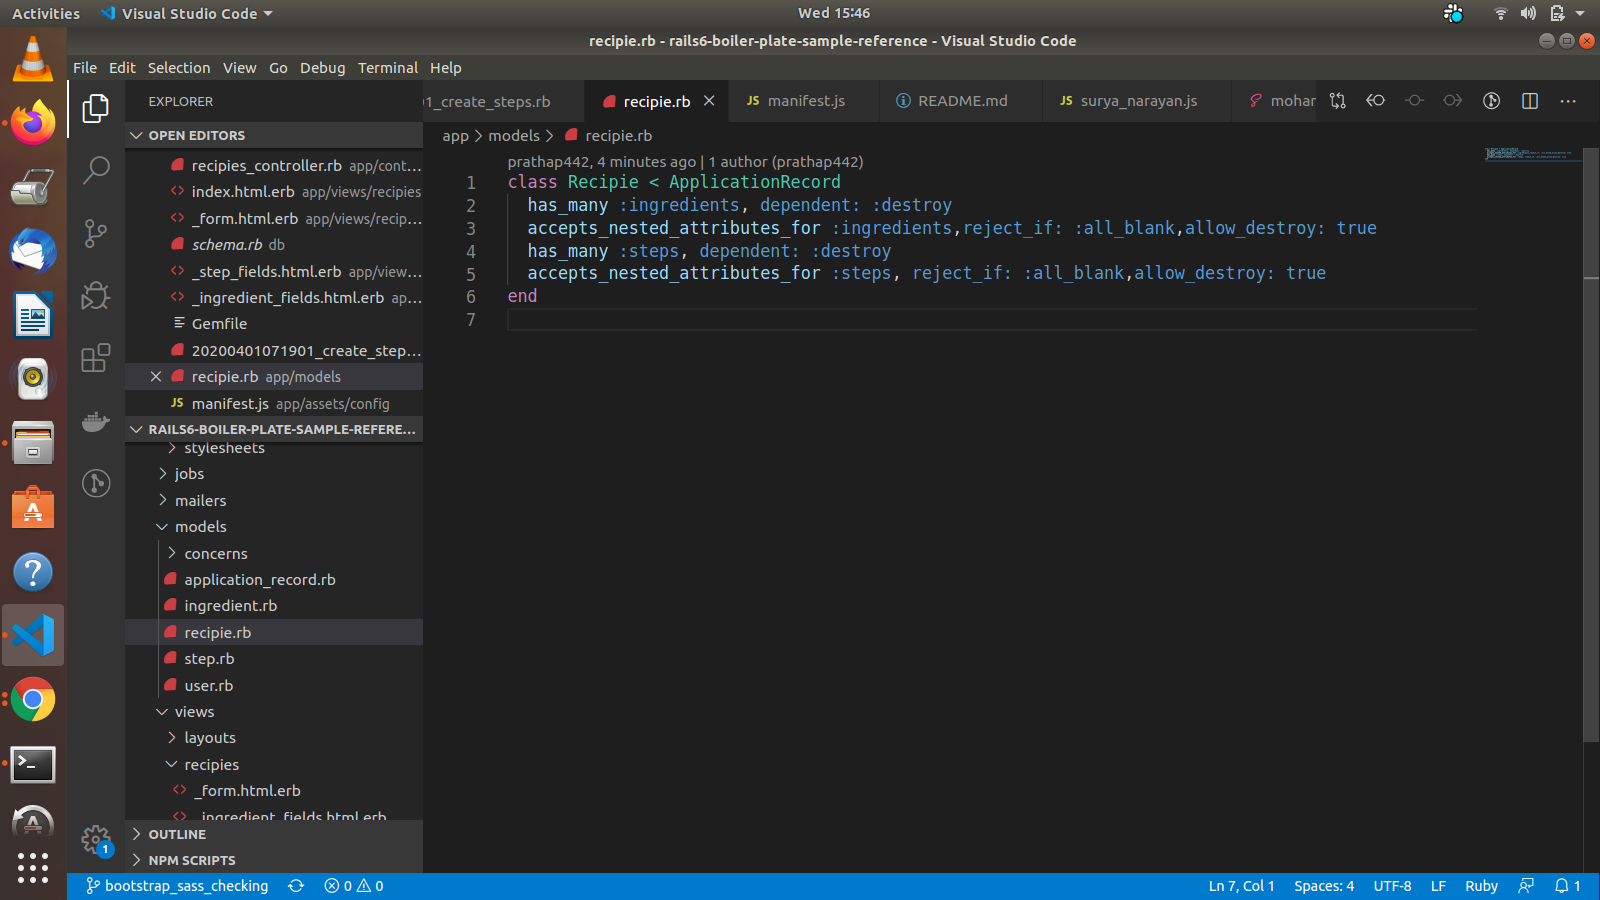 Activities Visual Studio Code Wed 15:46
recipie.rb - rails6-boiler-plate-sample-reference - Visual Studio Code
File Edit Selection View Go Debug Terminal Help
EXPLORER
OPEN EDITORS
recipies_controller.rb app/cont...
index.html.erb app/views/recipies
_form.html.erb app/views/recip...
schema.rb db
_step_fields.html.erb app/view...
_ingredient_fields.html.erb ap...
Gemfile
20200401071901_create_step...
recipie.rb app/models
JS manifest.js app/assets/config
RAILS6-BOILER-PLATE-SAMPLE-REFERE...
stylesheets
jobs
mailers
models
concerns
application_record.rb
ingredient.rb
recipie.rb
step.rb
user.rb
views
layouts
recipies
_form.html.erb
_ingredient_fields.html.erb
OUTLINE
NPM SCRIPTS
1
01_create_steps.rb recipie.rb JS manifest.js README.md JS surya_narayan.js mohar
app > models > recipie.rb
prathap442, 4 minutes ago | 1 author (prathap442)
1 class Recipie < ApplicationRecord
2 has_many :ingredients, dependent: :destroy
3 accepts_nested_attributes_for :ingredients,reject_if: :all_blank,allow_destroy: true
4 has_many :steps, dependent: :destroy
5 accepts_nested_attributes_for :steps, reject_if: :all_blank,allow_destroy: true
6 end
7
bootstrap_sass_checking 0 0 Ln 7, Col 1 Spaces: 4 UTF-8 LF Ruby 1